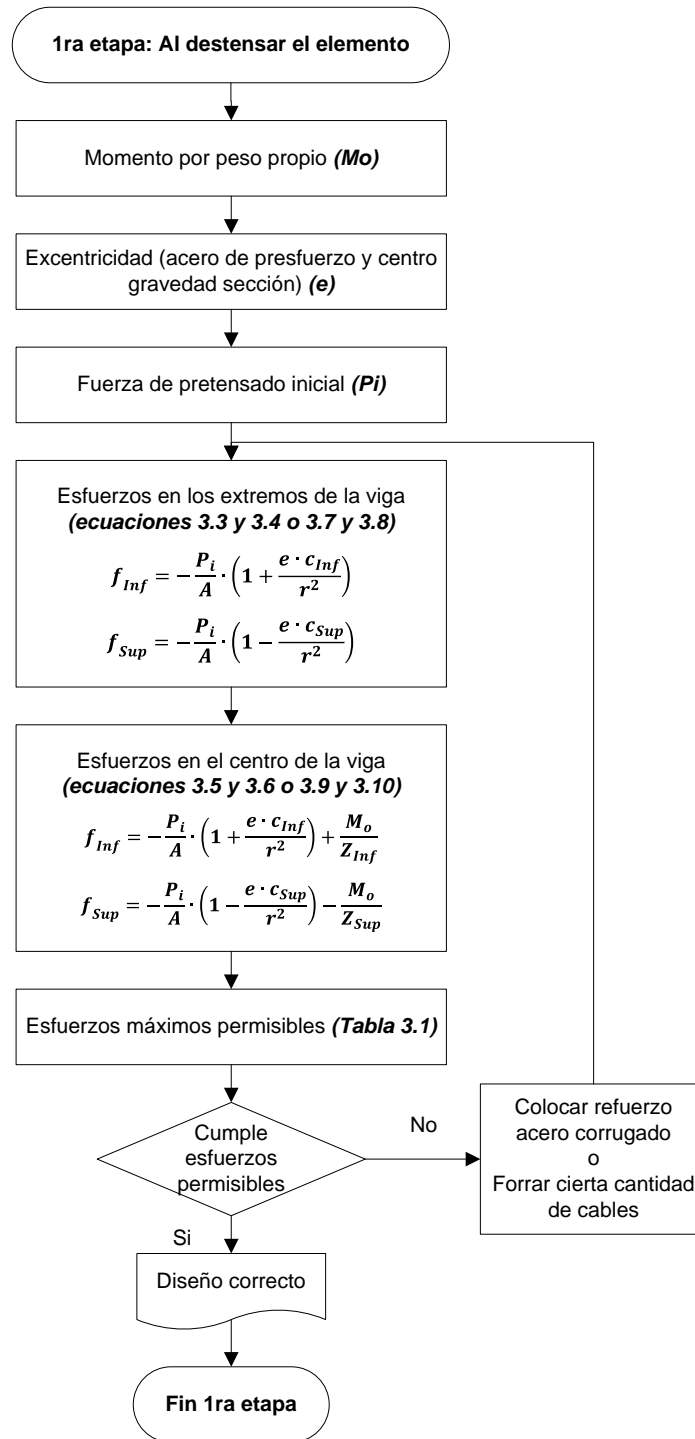 1ra etapa: Al destensar el elemento
Momento por peso propio (Mo)
Excentricidad (acero de presfuerzo y centro
gravedad sección) (e)
Fuerza de pretensado inicial (Pi)
Esfuerzos en los extremos de la viga
(ecuaciones 3.3 y 3.4 o 3.7 y 3.8)
f_Inf = −P_i/A · (1 + e · c_Inf/r²)
f_Sup = −P_i/A · (1 − e · c_Sup/r²)
Esfuerzos en el centro de la viga
(ecuaciones 3.5 y 3.6 o 3.9 y 3.10)
f_Inf = −P_i/A · (1 + e · c_Inf/r²) + M_o/Z_Inf
f_Sup = −P_i/A · (1 − e · c_Sup/r²) − M_o/Z_Sup
Esfuerzos máximos permisibles (Tabla 3.1)
Cumple
esfuerzos
permisibles
No
Colocar refuerzo
acero corrugado
o
Forrar cierta cantidad
de cables
Si
Diseño correcto
Fin 1ra etapa